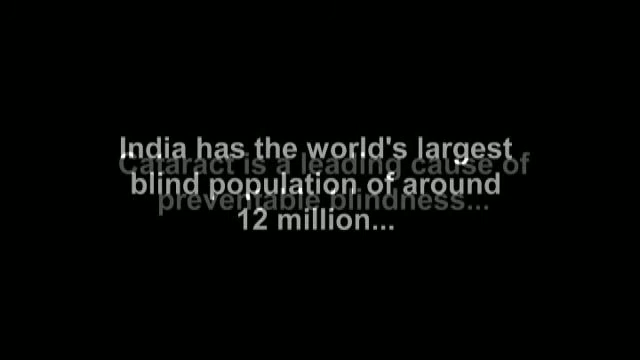 India has the world's largest
blind population of around
12 million...
Cataract is a leading cause of
preventable blindness...